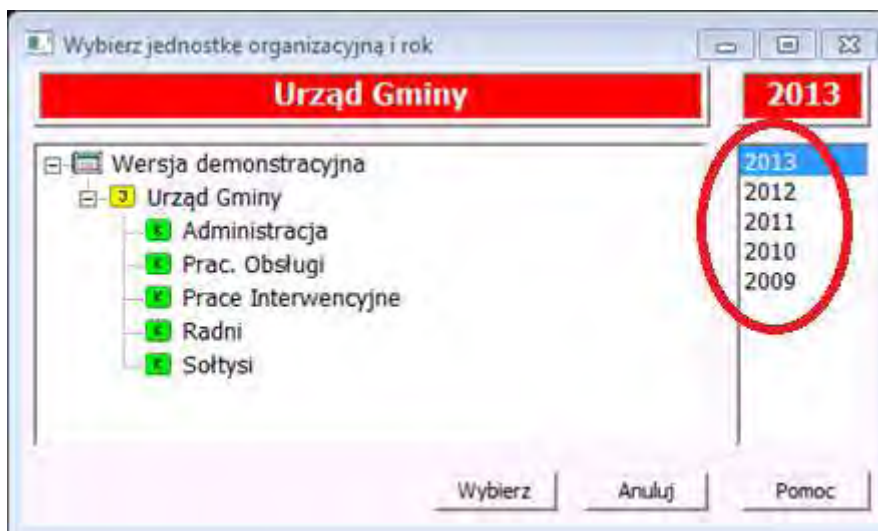 Wybierz jednostke organizacyjną i rok
Urząd Gminy 2013
Wersja demonstracyjna
J Urząd Gminy
K Administracja
K Prac. Obsługi
K Prace Interwencyjne
K Radni
K Sołtysi
2013
2012
2011
2010
2009
Wybierz Anuluj Pomoc